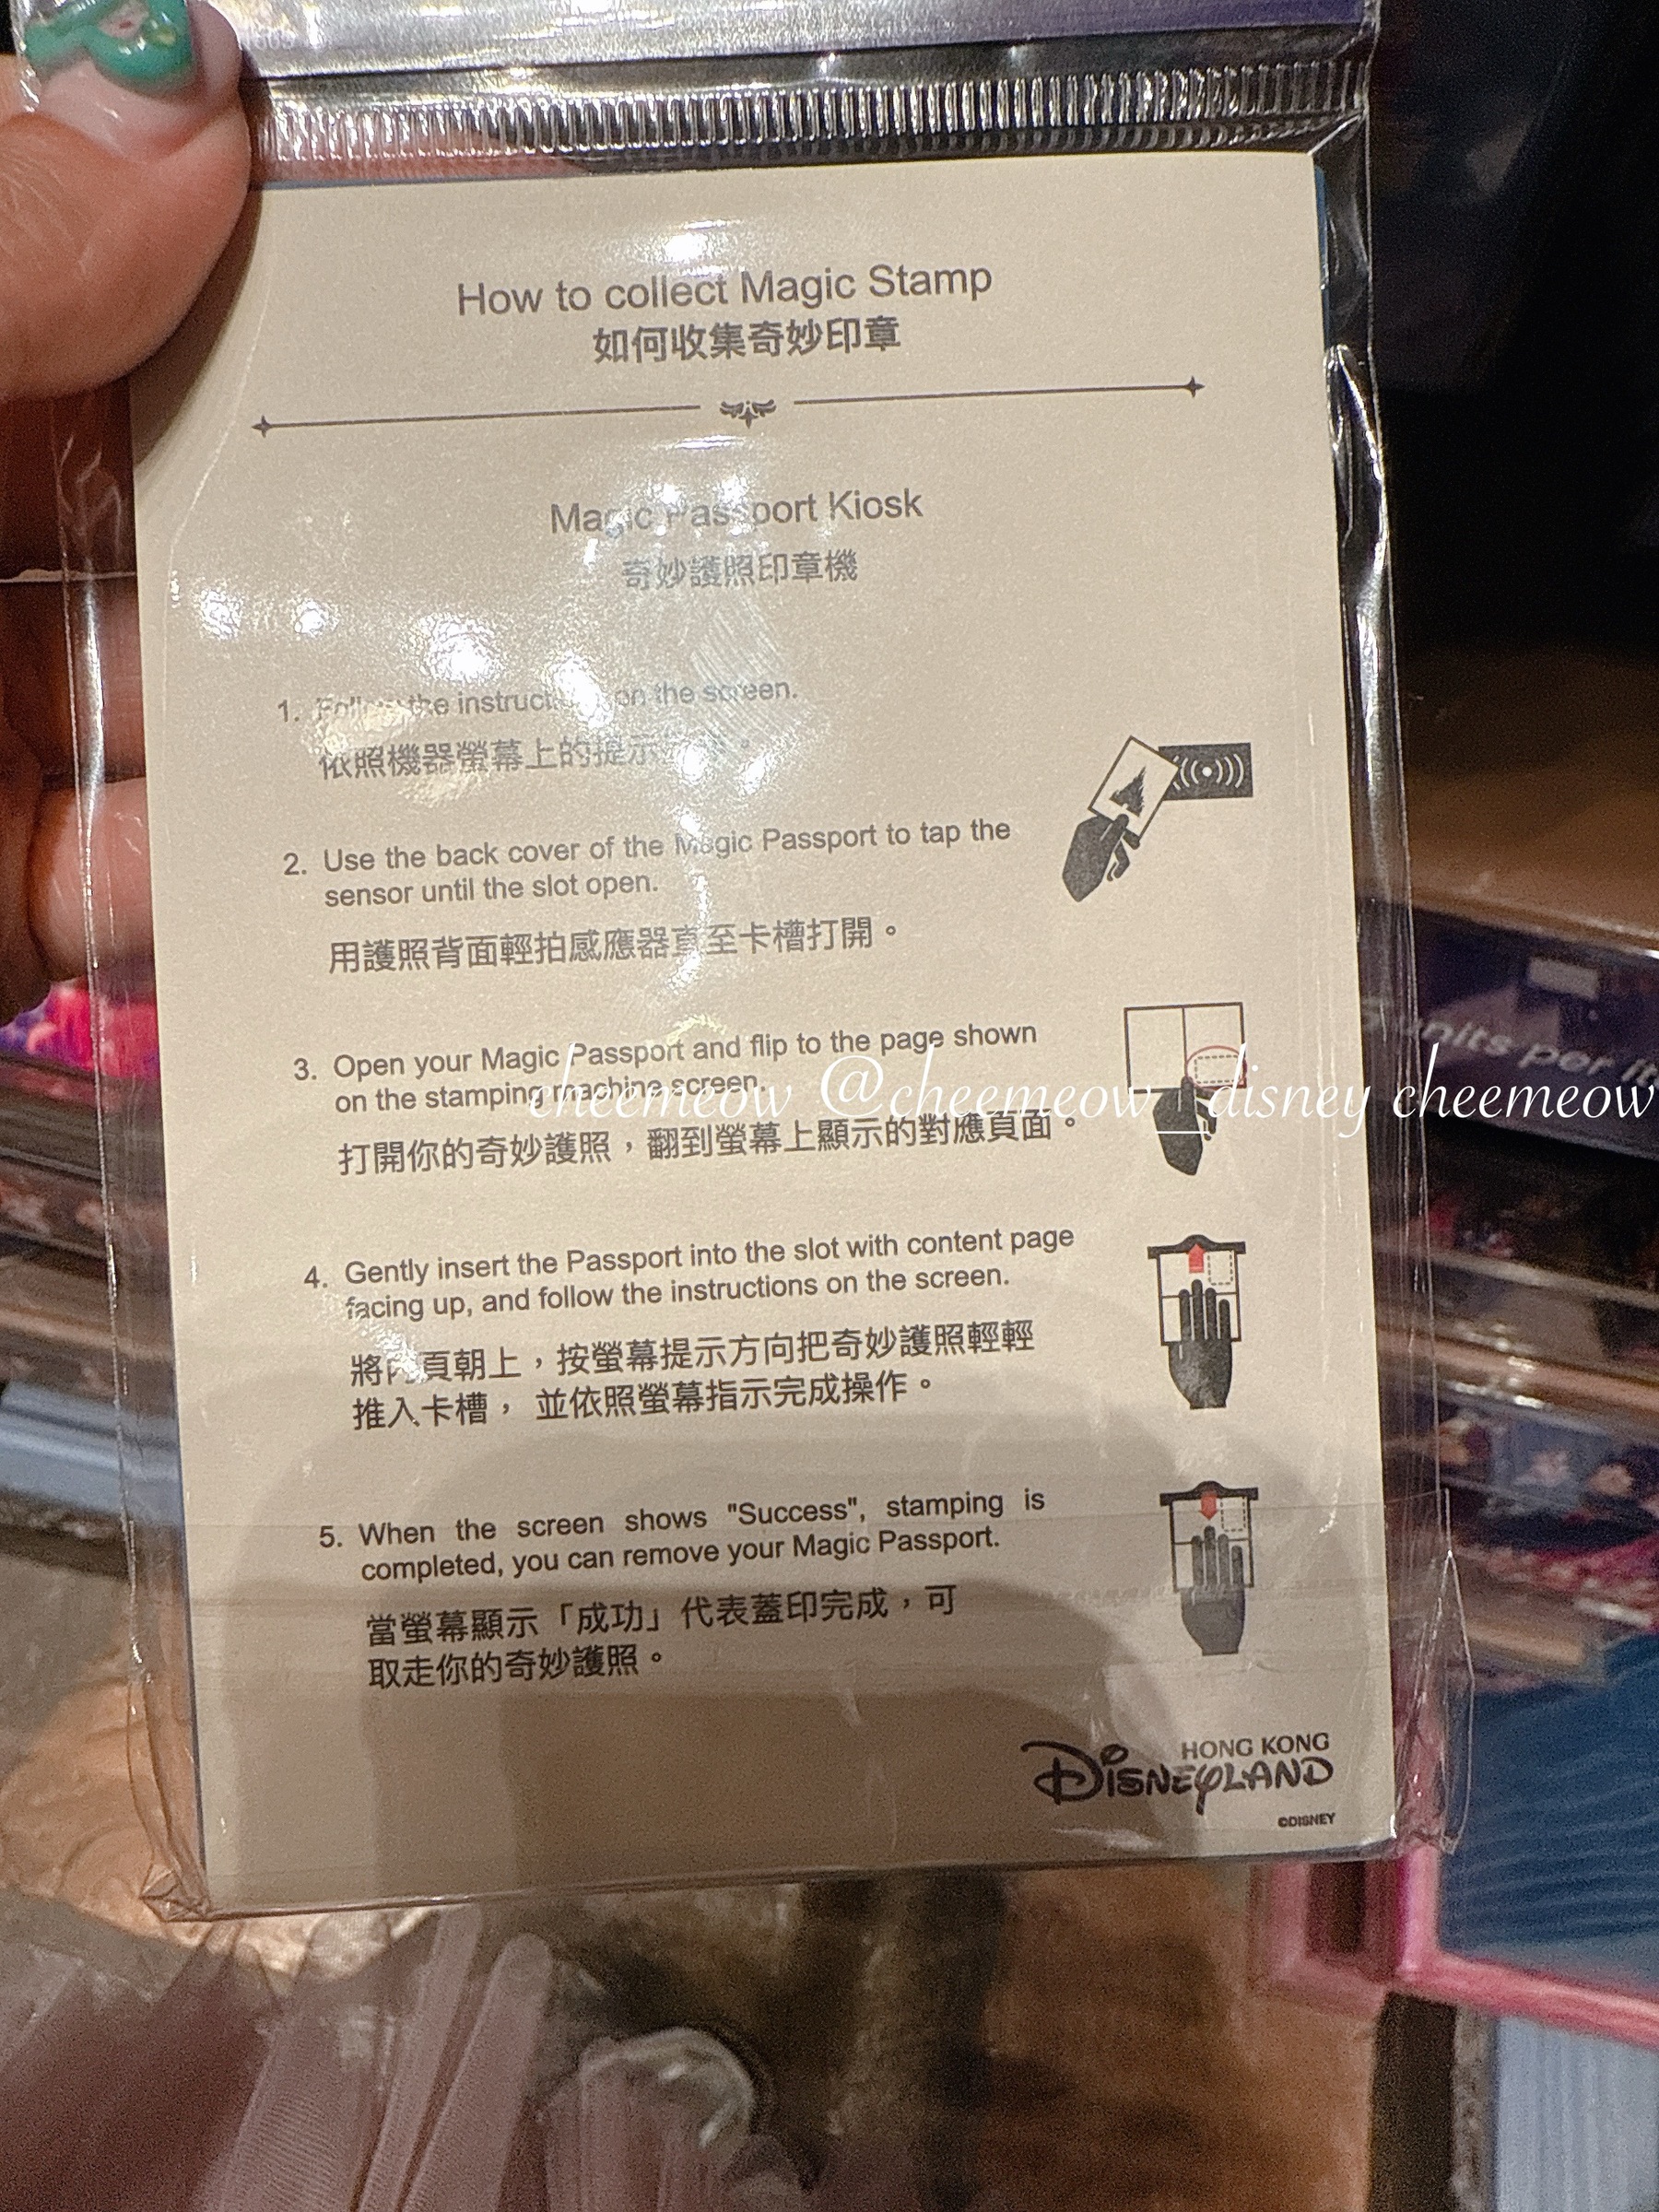 How to collect Magic Stamp
如何收集奇妙印章
Magic Passport Kiosk
奇妙護照印章機
1. Follow the instructions on the screen.
依照機器螢幕上的提示
2. Use the back cover of the Magic Passport to tap the
sensor until the slot open.
用護照背面輕拍感應器直至卡槽打開。
3. Open your Magic Passport and flip to the page shown
on the stamping machine screen.
打開你的奇妙護照，翻到螢幕上顯示的對應頁面。
cheemeow @cheemeow_disney cheemeow
4. Gently insert the Passport into the slot with content page
facing up, and follow the instructions on the screen.
將內頁朝上，按螢幕提示方向把奇妙護照輕輕
推入卡槽， 並依照螢幕指示完成操作。
5. When the screen shows "Success", stamping is
completed, you can remove your Magic Passport.
當螢幕顯示「成功」代表蓋印完成，可
取走你的奇妙護照。
HONG KONG
DISNEYLAND
©DISNEY
units per